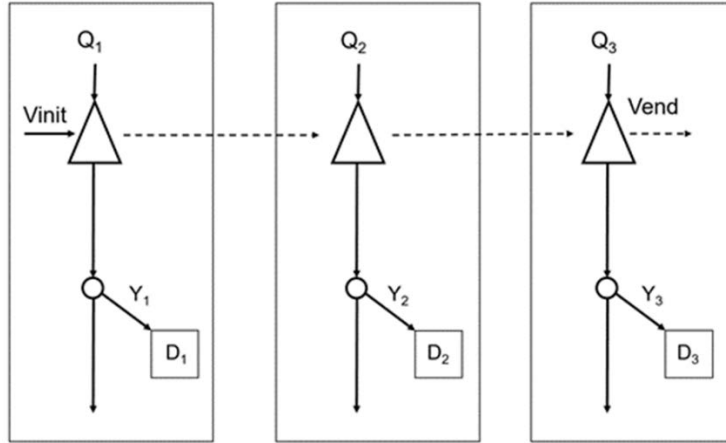 Q₁ Q₂ Q₃
Vinit Vend
Y₁ Y₂ Y₃
D₁ D₂ D₃